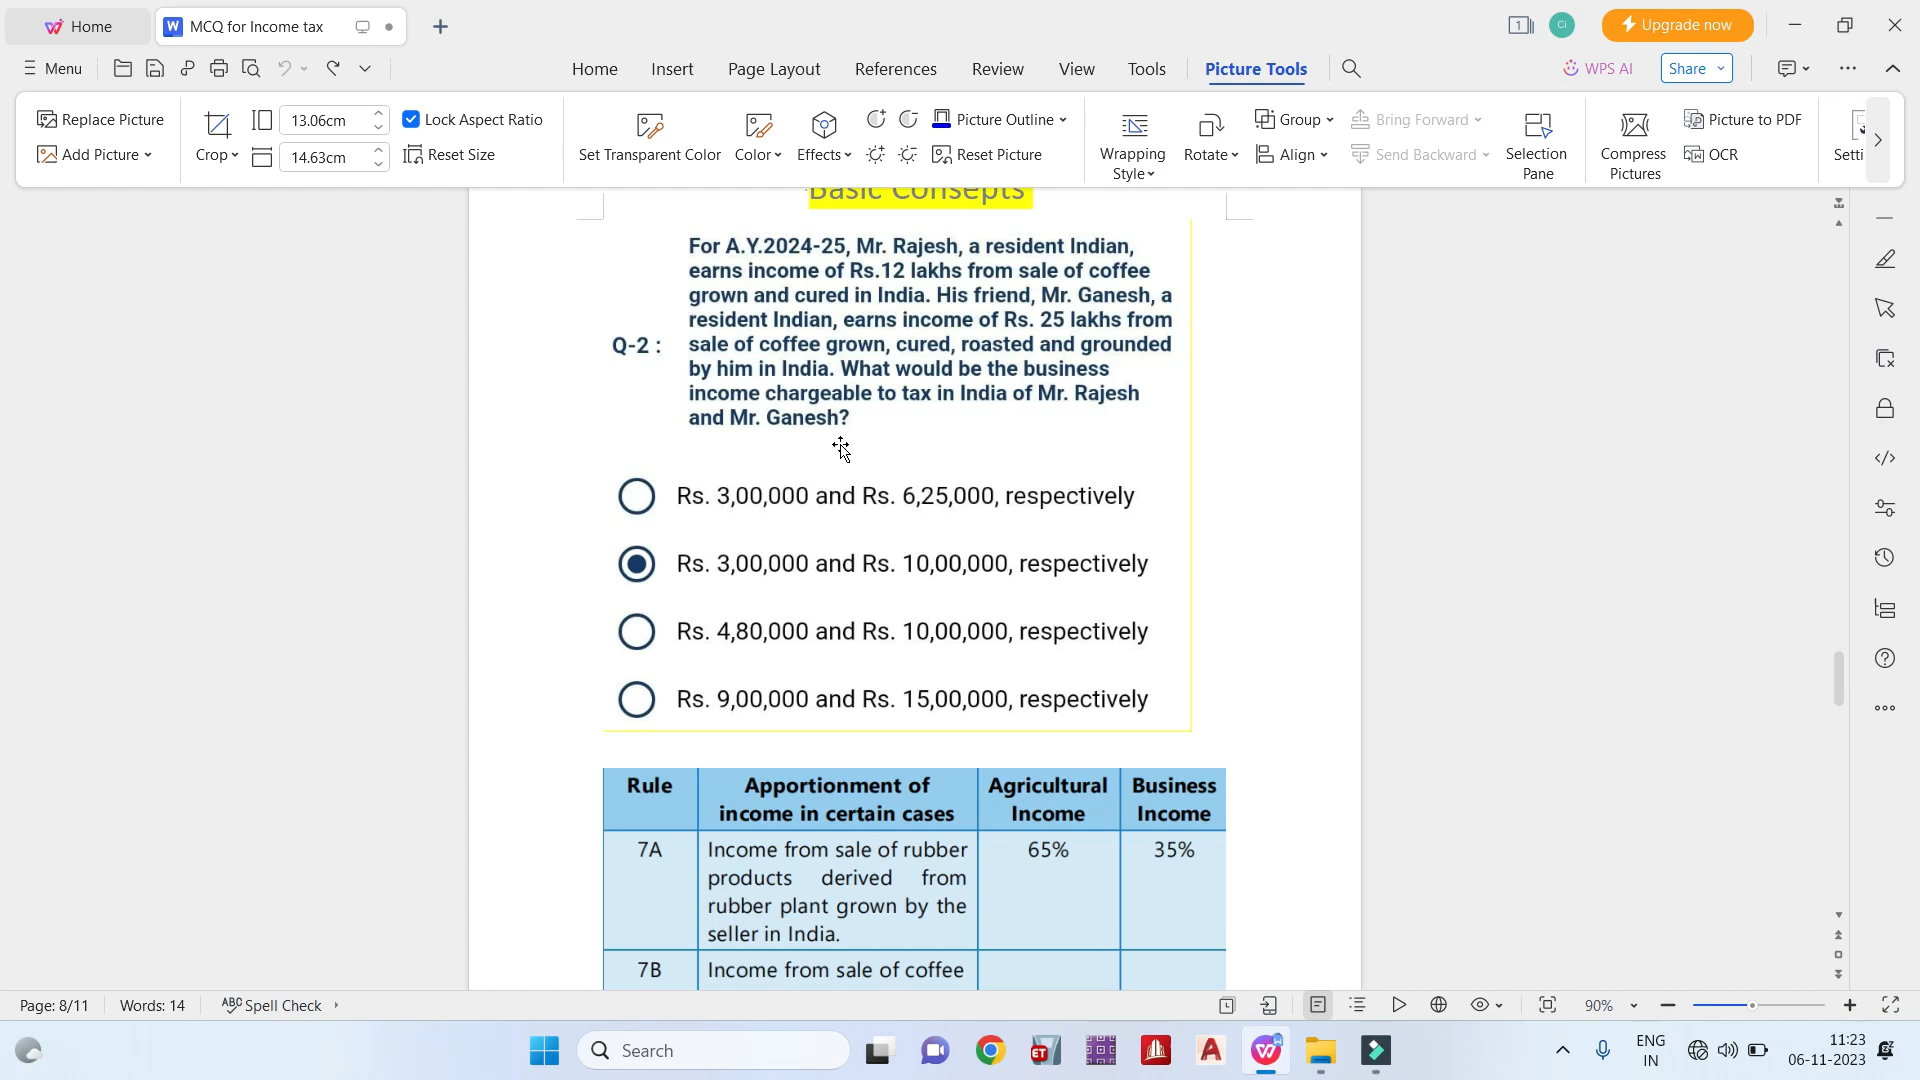 Home
MCQ for Income tax
1
Ci
Upgrade now
Menu
Home
Insert
Page Layout
References
Review
View
Tools
Picture Tools
WPS AI
Share
Replace Picture
Add Picture
Crop
13.06cm
14.63cm
Lock Aspect Ratio
Reset Size
Set Transparent Color
Color
Effects
Picture Outline
Reset Picture
Wrapping
Style
Rotate
Group
Align
Bring Forward
Send Backward
Selection
Pane
Compress
Pictures
Picture to PDF
OCR
Setti
Basic Consepts
For A.Y.2024-25, Mr. Rajesh, a resident Indian,
earns income of Rs.12 lakhs from sale of coffee
grown and cured in India. His friend, Mr. Ganesh, a
resident Indian, earns income of Rs. 25 lakhs from
Q-2 : sale of coffee grown, cured, roasted and grounded
by him in India. What would be the business
income chargeable to tax in India of Mr. Rajesh
and Mr. Ganesh?
Rs. 3,00,000 and Rs. 6,25,000, respectively
Rs. 3,00,000 and Rs. 10,00,000, respectively
Rs. 4,80,000 and Rs. 10,00,000, respectively
Rs. 9,00,000 and Rs. 15,00,000, respectively
Rule Apportionment of Agricultural Business
income in certain cases Income Income
7A Income from sale of rubber 65% 35%
products derived from
rubber plant grown by the
seller in India.
7B Income from sale of coffee
Page: 8/11 Words: 14 ABC Spell Check 90%
Search
ET
ENG
IN
11:23
06-11-2023